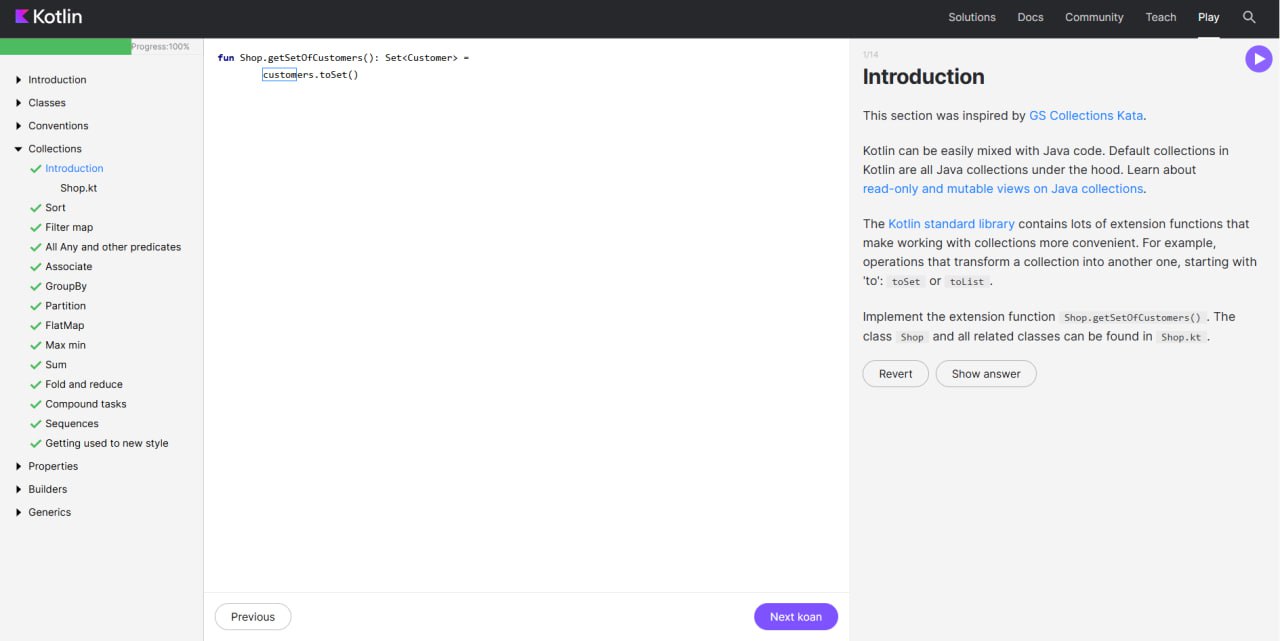 Kotlin
Solutions Docs Community Teach Play
Progress:100%
Introduction
Classes
Conventions
Collections
Introduction
Shop.kt
Sort
Filter map
All Any and other predicates
Associate
GroupBy
Partition
FlatMap
Max min
Sum
Fold and reduce
Compound tasks
Sequences
Getting used to new style
Properties
Builders
Generics
fun Shop.getSetOfCustomers(): Set<Customer> =
customers.toSet()
Previous
Next koan
1/14
Introduction
This section was inspired by GS Collections Kata.
Kotlin can be easily mixed with Java code. Default collections in
Kotlin are all Java collections under the hood. Learn about
read-only and mutable views on Java collections.
The Kotlin standard library contains lots of extension functions that
make working with collections more convenient. For example,
operations that transform a collection into another one, starting with
'to': toSet or toList .
Implement the extension function Shop.getSetOfCustomers() . The
class Shop and all related classes can be found in Shop.kt .
Revert
Show answer